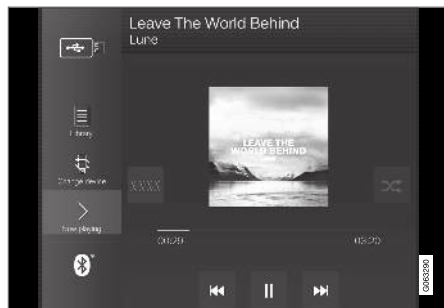 Leave The World Behind
Lune
Library
Change device
Now playing
LEAVE THE
WORLD BEHIND
00:29
03:20
G063290